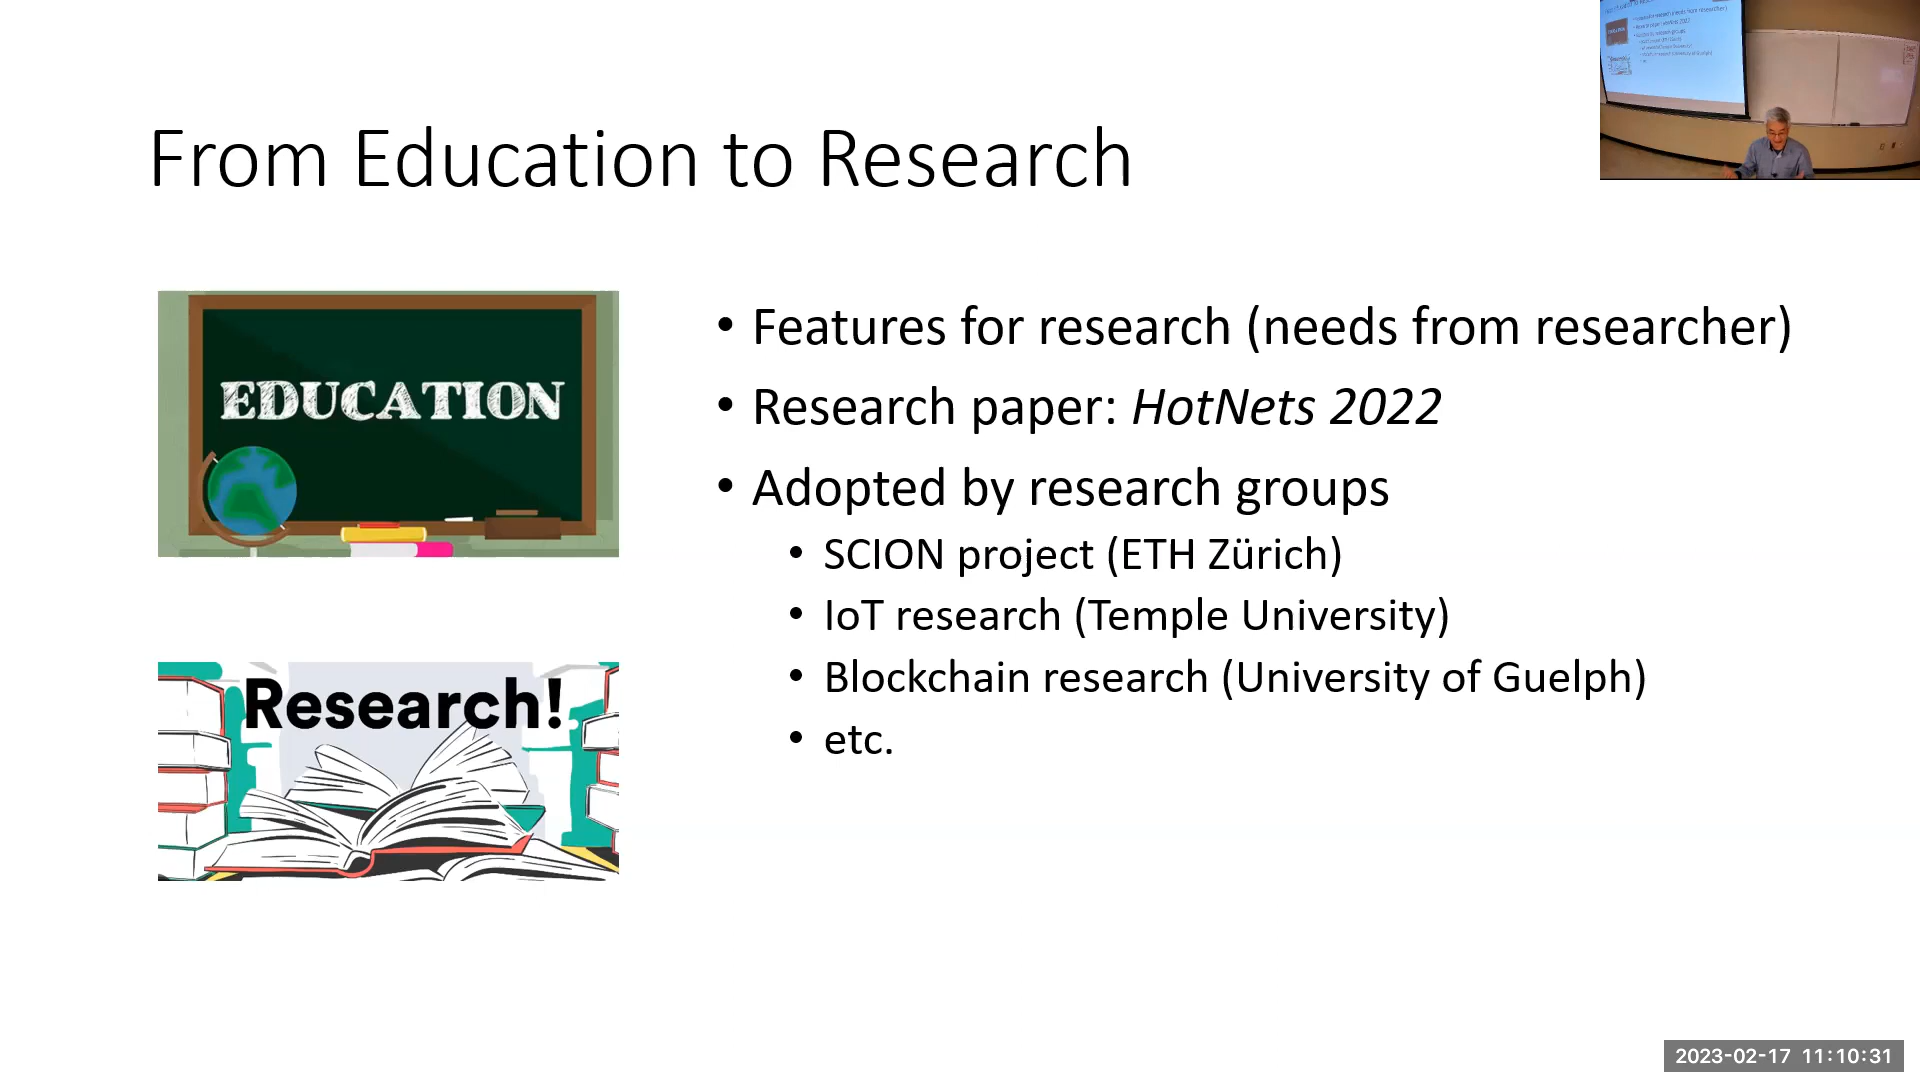 From Education to Research
EDUCATION
Research!
• Features for research (needs from researcher)
• Research paper: HotNets 2022
• Adopted by research groups
• SCION project (ETH Zürich)
• IoT research (Temple University)
• Blockchain research (University of Guelph)
• etc.
2023-02-17 11:10:31